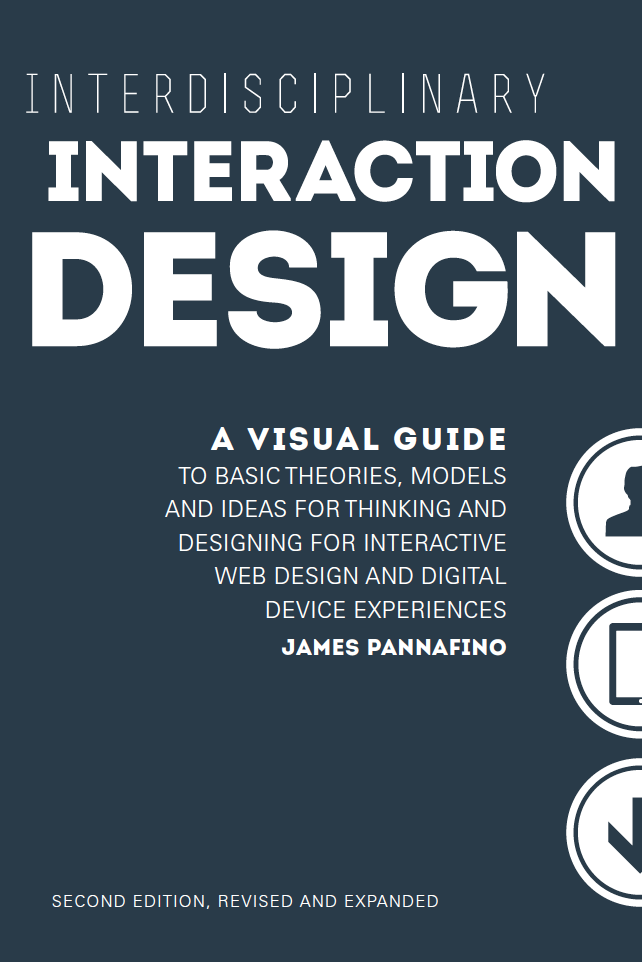 INTERDISCIPLINARY
INTERACTION
DESIGN
A VISUAL GUIDE
TO BASIC THEORIES, MODELS
AND IDEAS FOR THINKING AND
DESIGNING FOR INTERACTIVE
WEB DESIGN AND DIGITAL
DEVICE EXPERIENCES
JAMES PANNAFINO
SECOND EDITION, REVISED AND EXPANDED